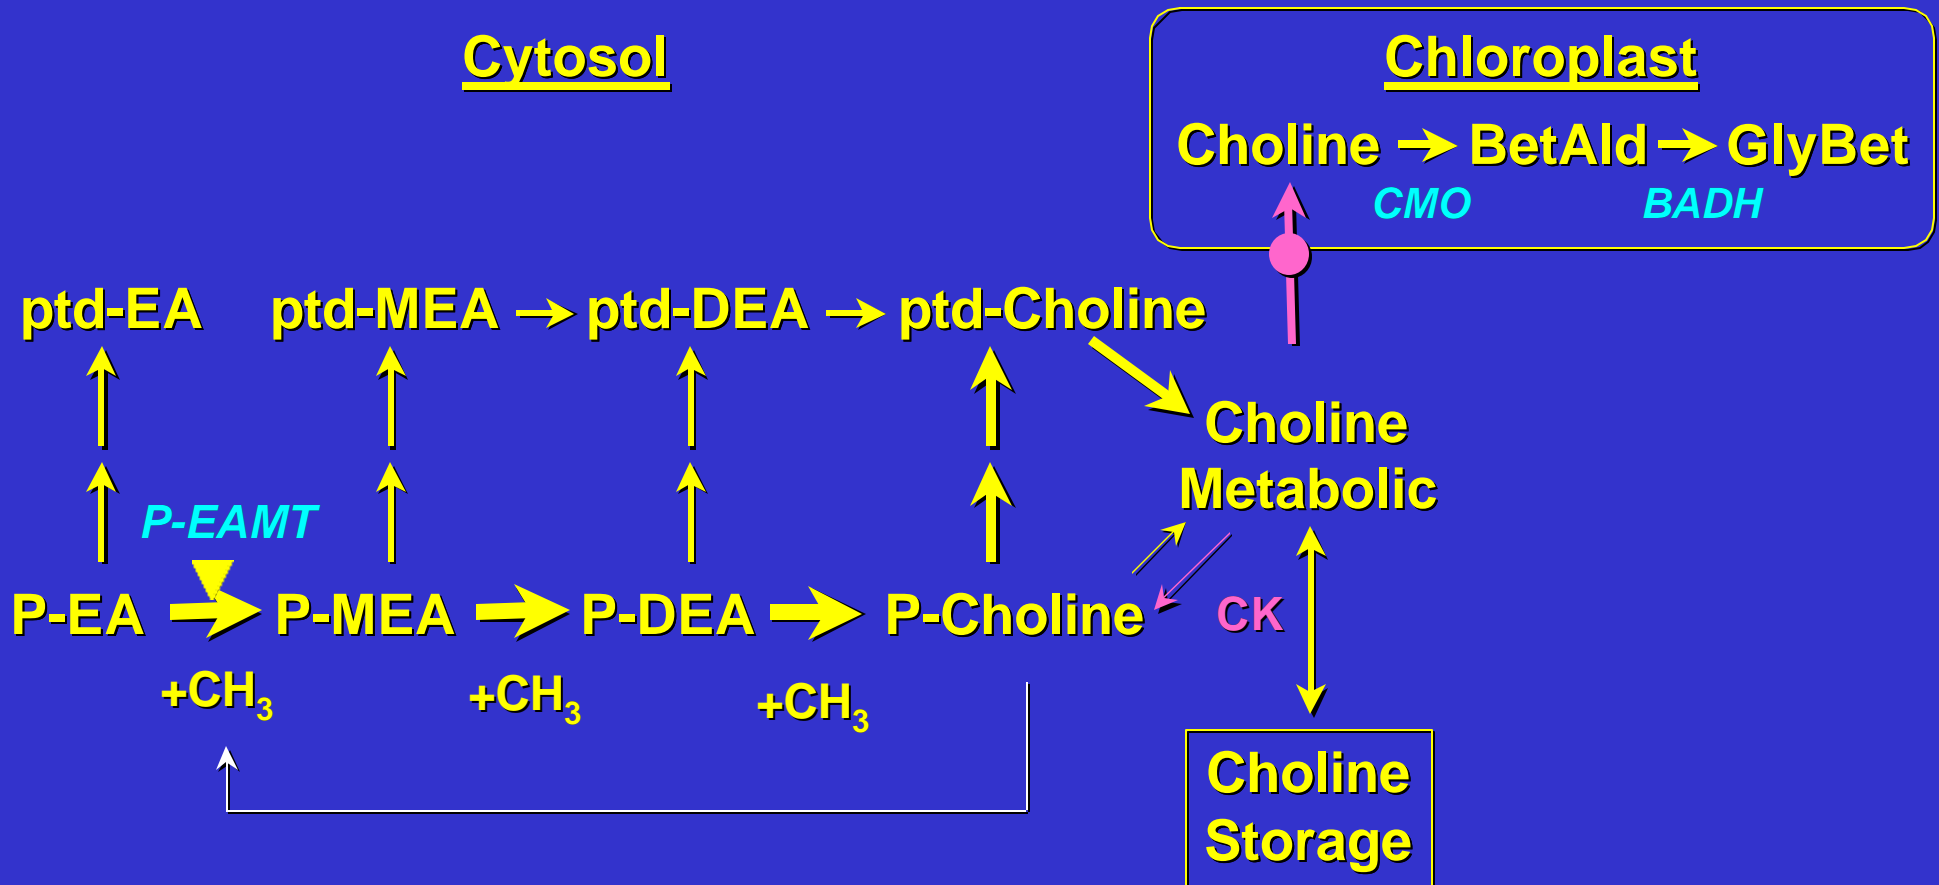 Cytosol
Chloroplast
Choline BetAld GlyBet
CMO BADH
ptd-EA ptd-MEA ptd-DEA ptd-Choline
Choline
Metabolic
P-EAMT
P-EA P-MEA P-DEA P-Choline CK
+CH₃ +CH₃ +CH₃
Choline
Storage